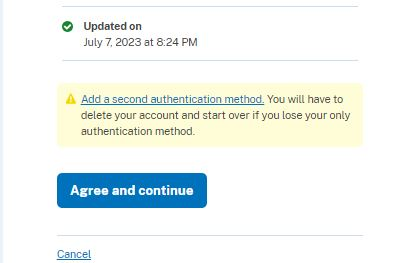 Updated on
July 7, 2023 at 8:24 PM
Add a second authentication method. You will have to
delete your account and start over if you lose your only
authentication method.
Agree and continue
Cancel